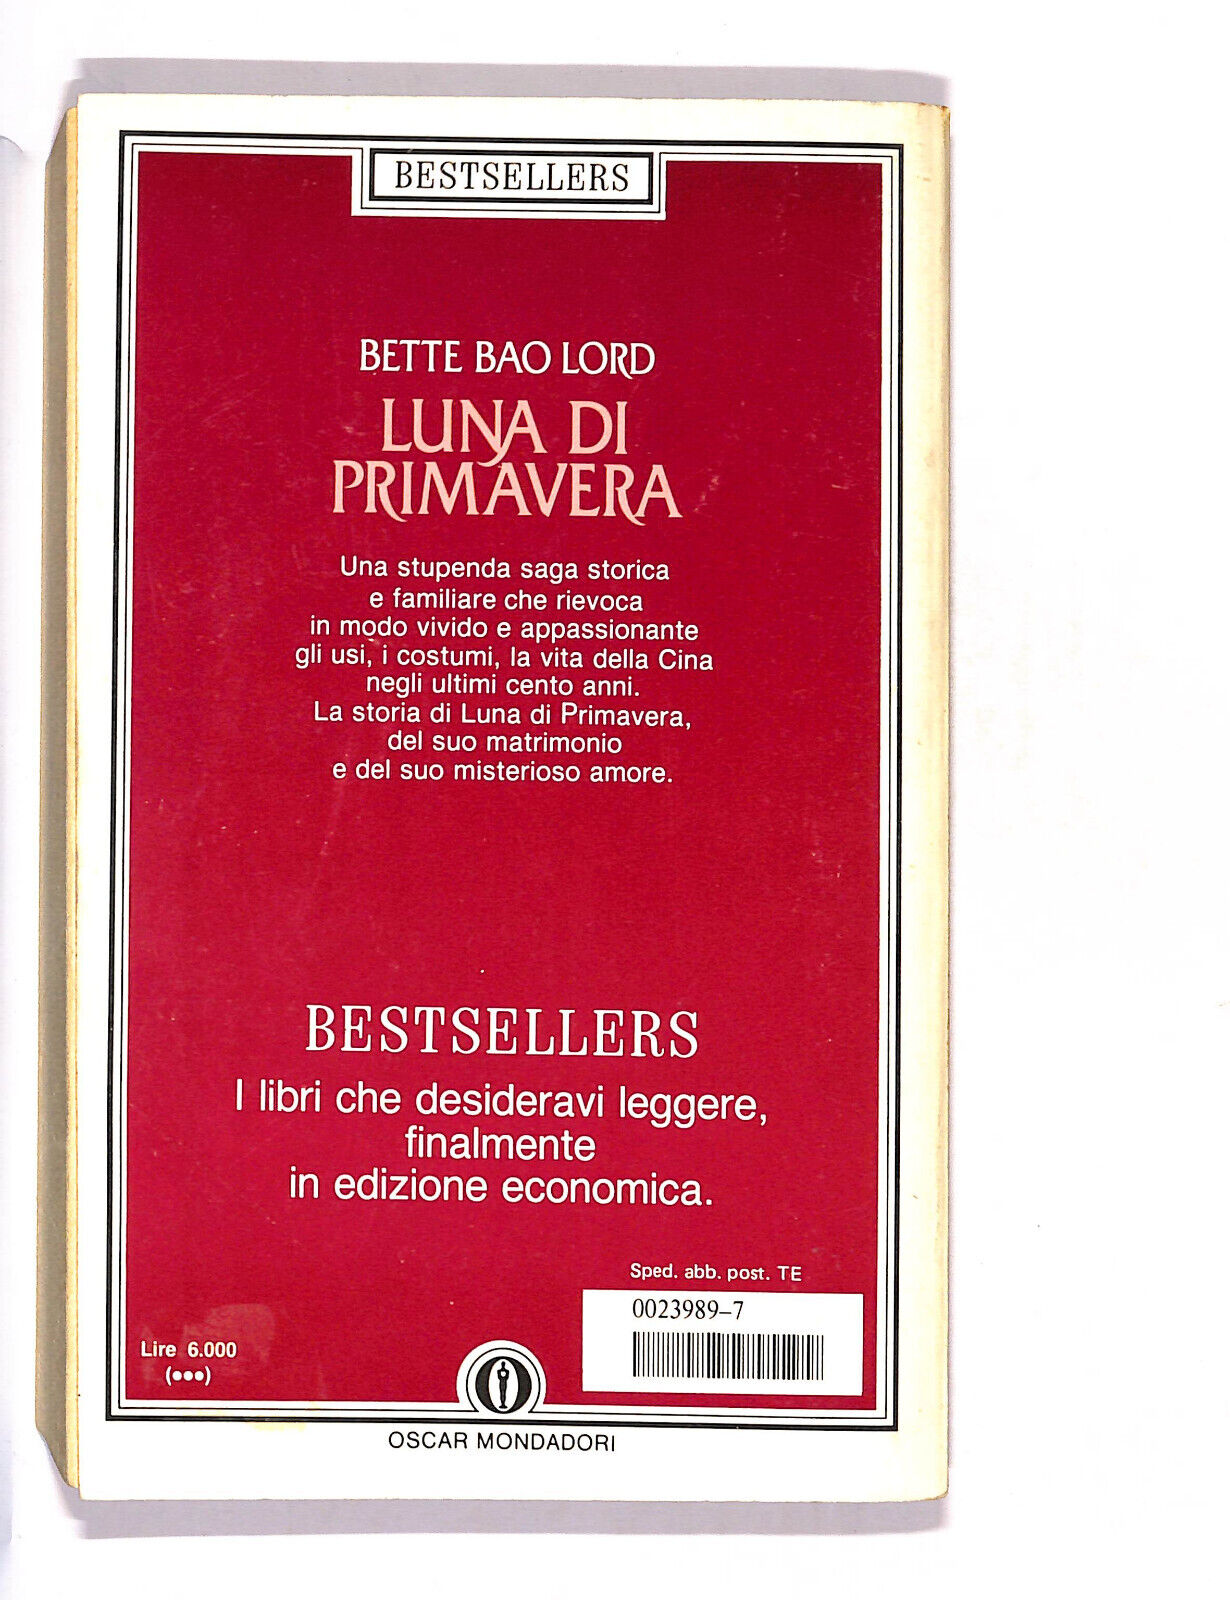 BESTSELLERS
BETTE BAO LORD
LUNA DI
PRIMAVERA
Una stupenda saga storica
e familiare che rievoca
in modo vivido e appassionante
gli usi, i costumi, la vita della Cina
negli ultimi cento anni.
La storia di Luna di Primavera,
del suo matrimonio
e del suo misterioso amore.
BESTSELLERS
I libri che desideravi leggere,
finalmente
in edizione economica.
Sped. abb. post. TE
0023989-7
Lire 6.000
(•••)
OSCAR MONDADORI